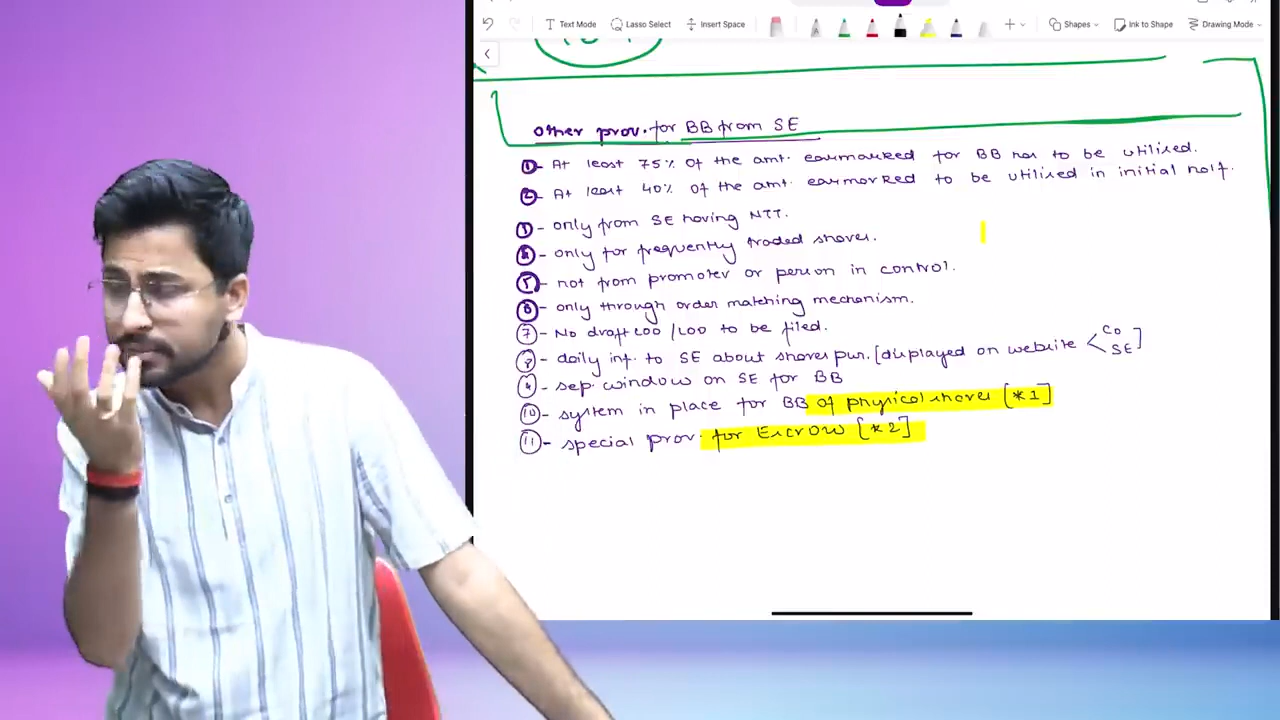 Text Mode Lasso Select Insert Space Shapes Ink to Shape Drawing Mode
other prov. for BB from SE
① - At least 75% of the amt. earmarked for BB has to be utilised.
② - At least 40% of the amt. earmarked to be utilised in initial half.
③ - only from SE having NTT.
④ - only for frequently traded shares.
⑤ - not from promoter or person in control.
⑥ - only through order matching mechanism.
⑦ - No draft LOO / LOO to be filed.
⑧ - daily inf. to SE about shares pur. [displayed on website < Co SE]
⑨ - sep. window on SE for BB
⑩ - system in place for BB of physical shares [*1]
⑪ - special prov. for Escrow [*2]